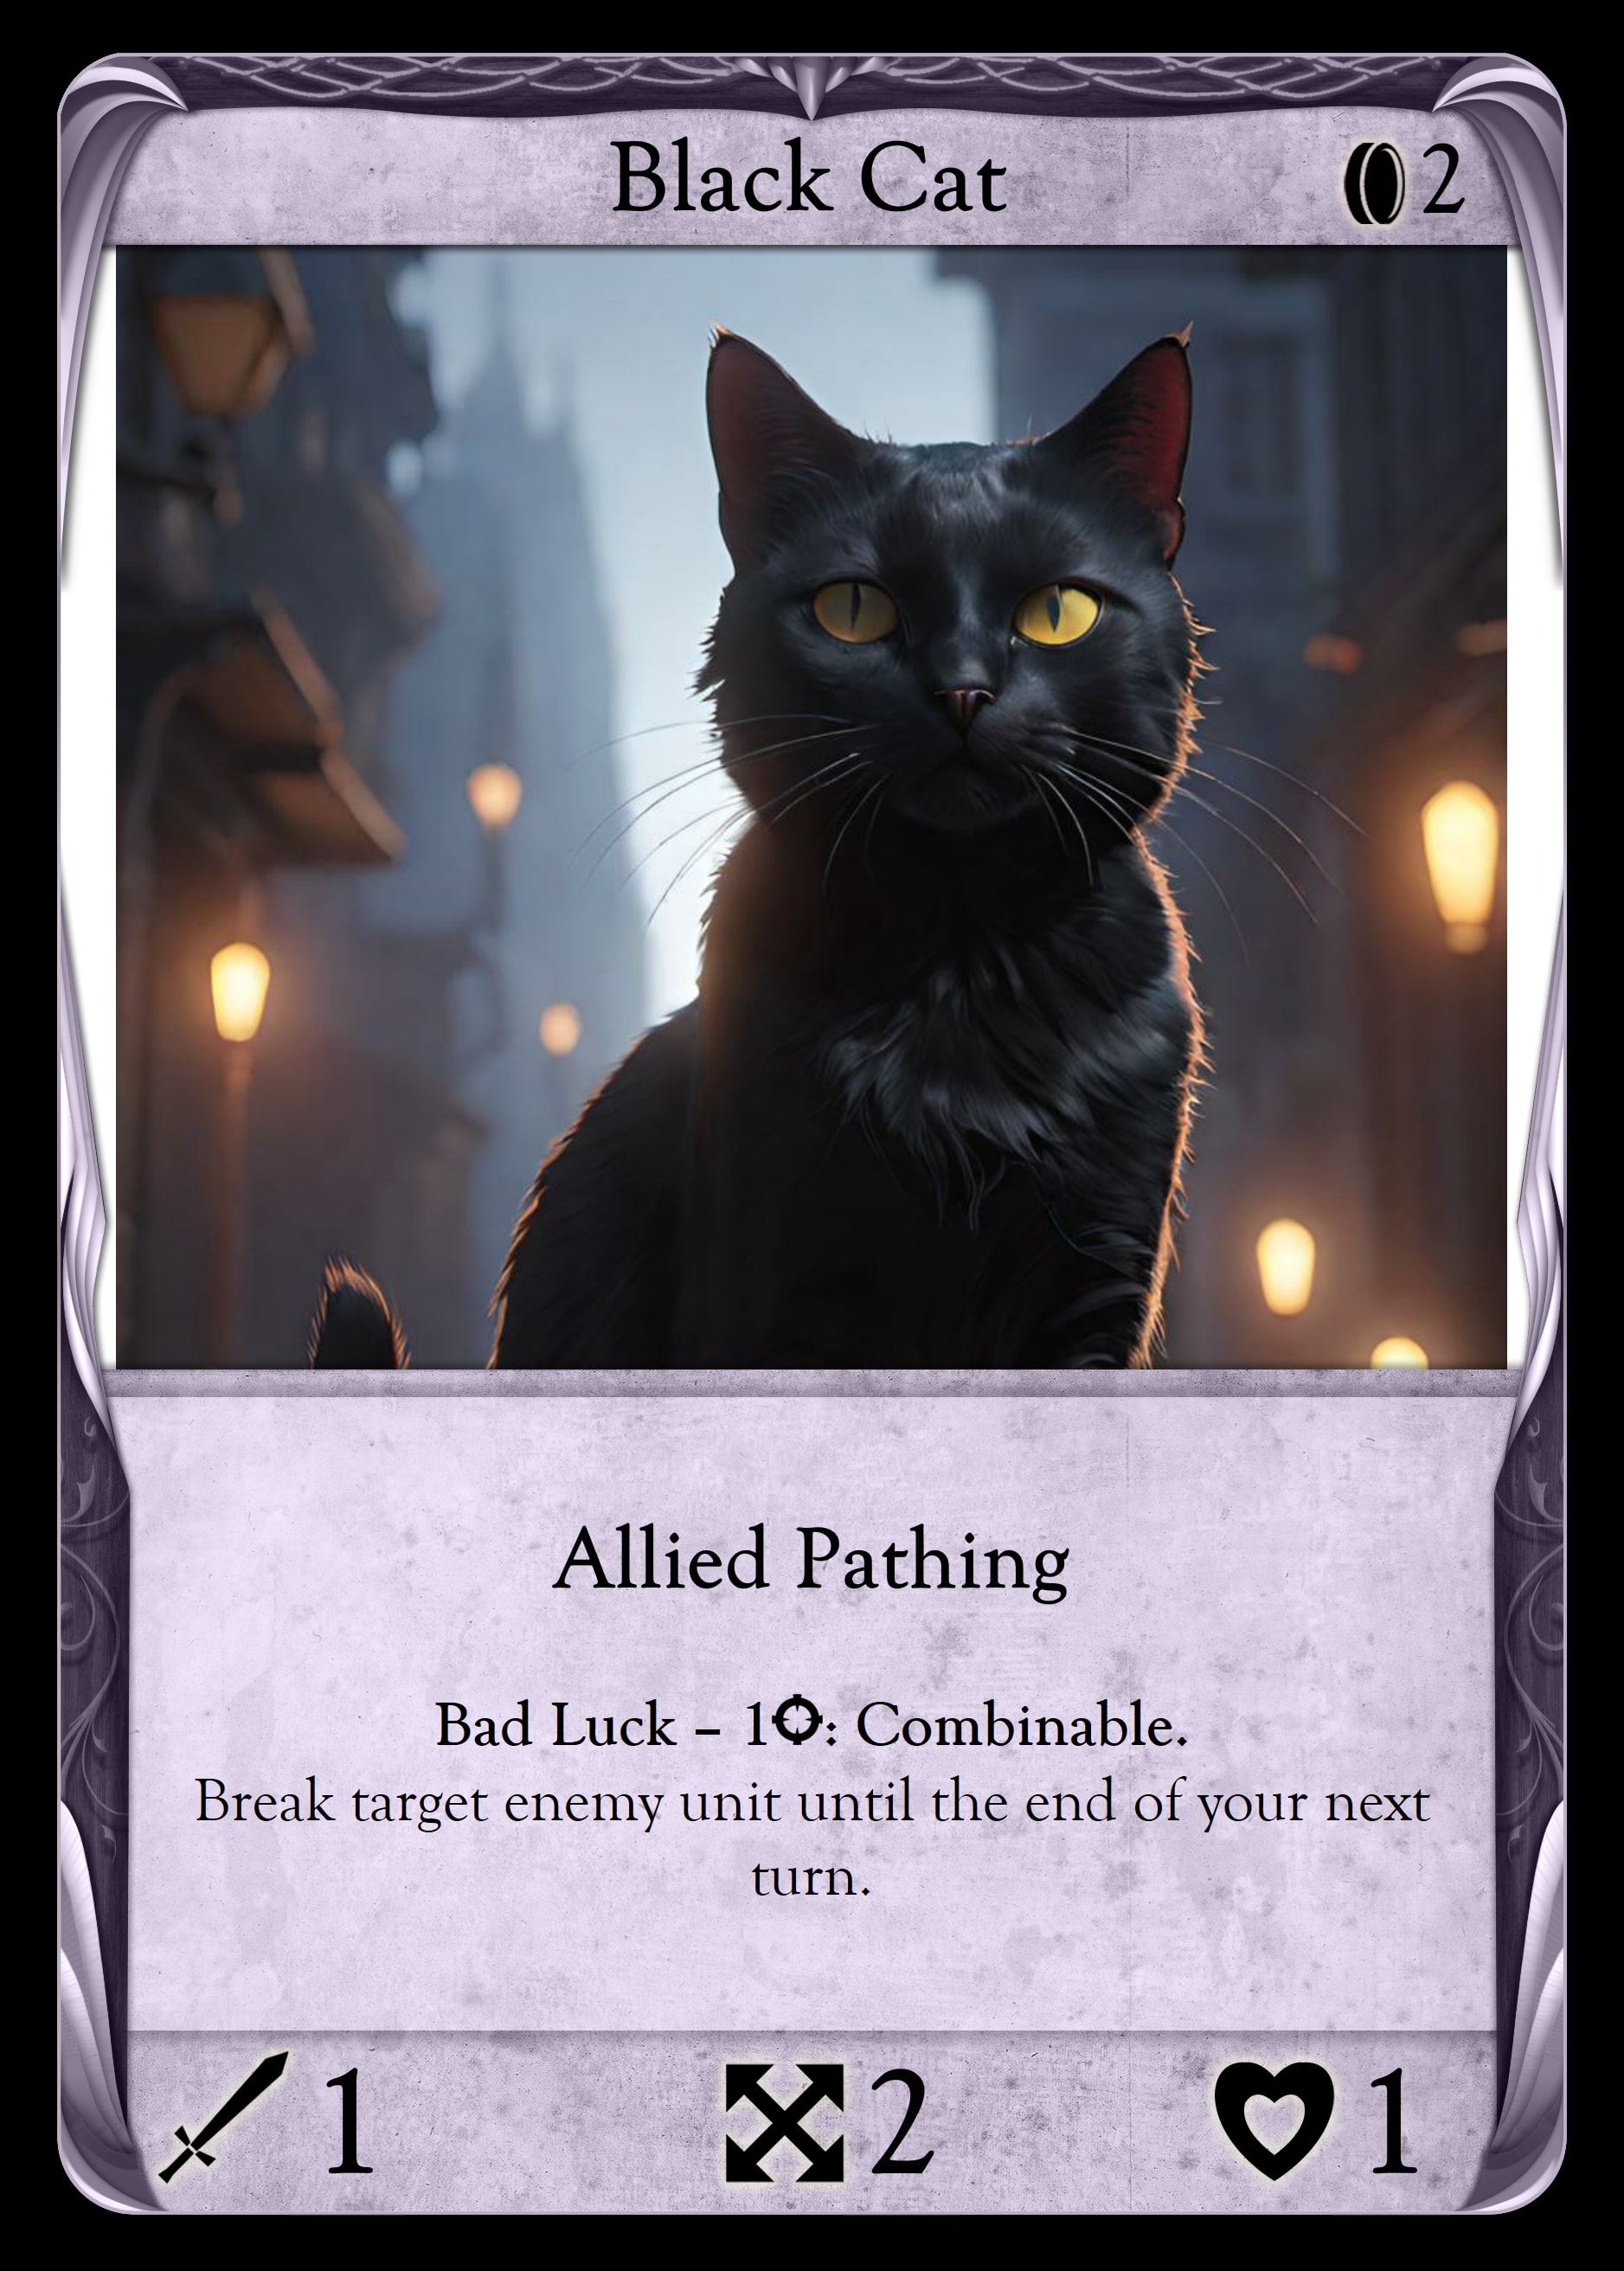 Black Cat 2
Allied Pathing
Bad Luck – 1: Combinable.
Break target enemy unit until the end of your next
turn.
1 2 1